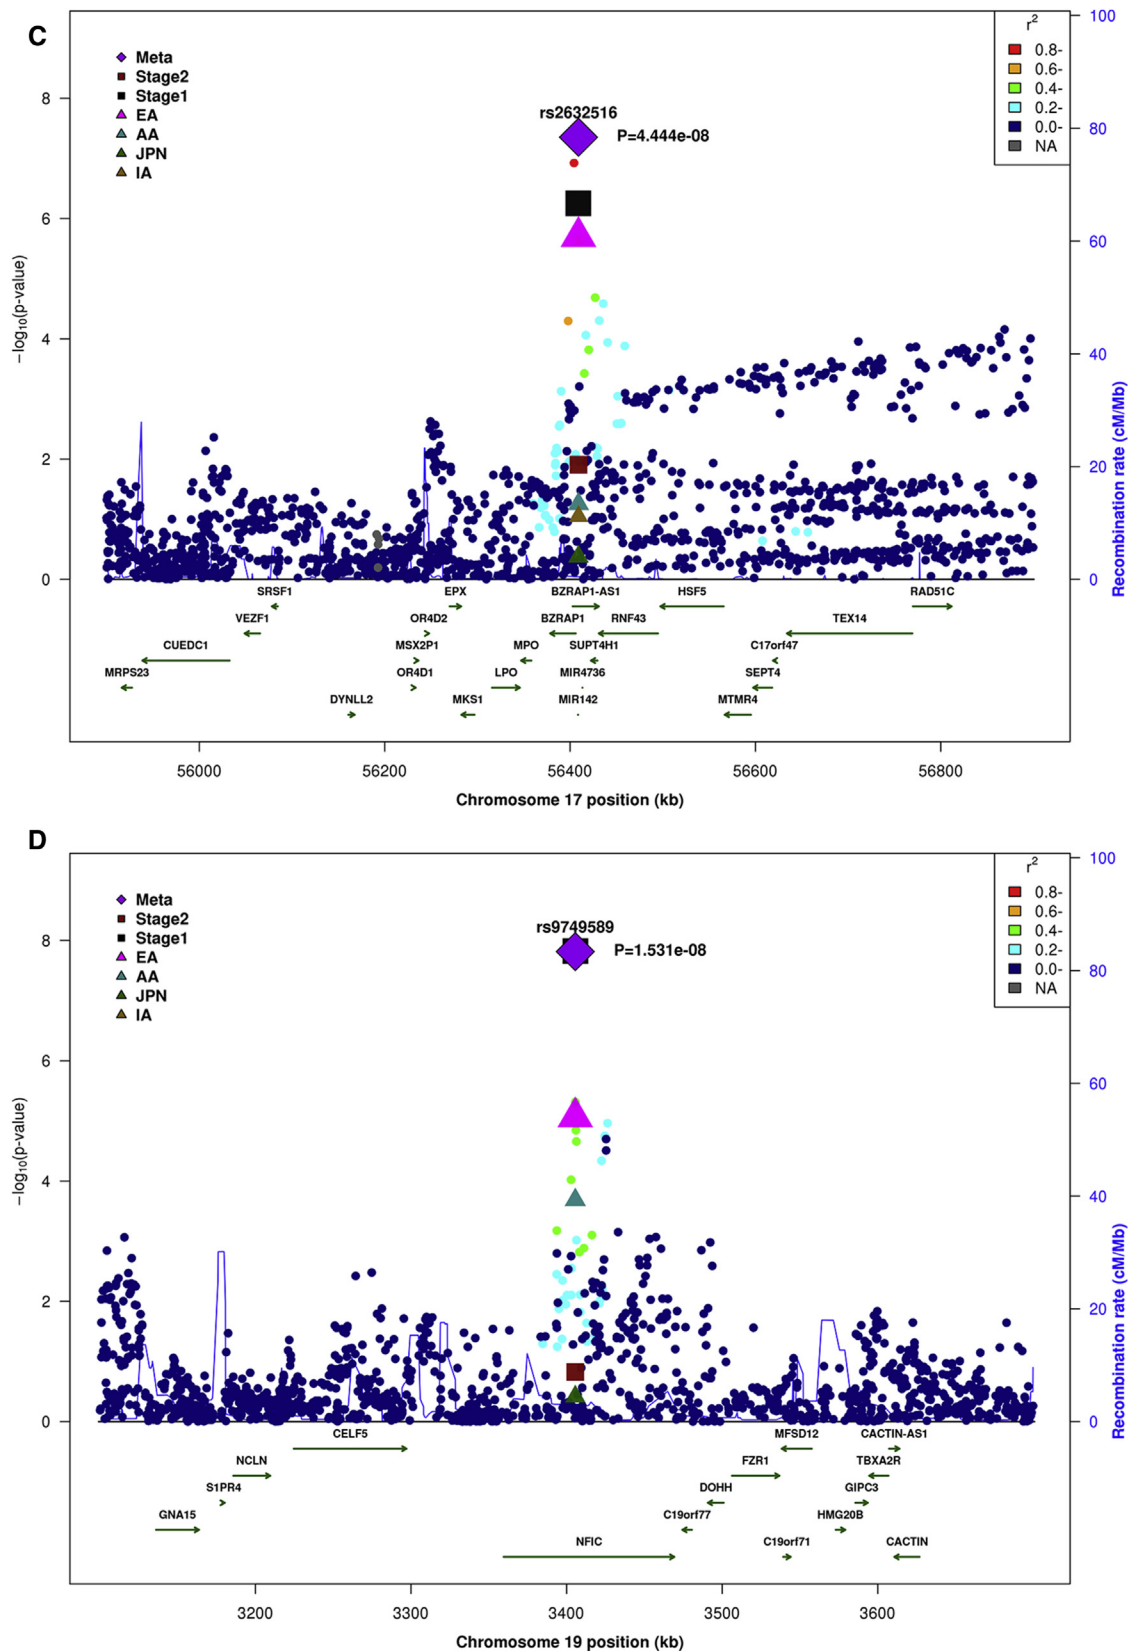 C
Meta
Stage2
Stage1
EA
AA
JPN
IA
r2
0.8-
0.6-
0.4-
0.2-
0.0-
NA
rs2632516
P=4.444e-08
8
6
4
2
0
−log10(p-value)
100
80
60
40
20
0
Recombination rate (cM/Mb)
SRSF1 EPX BZRAP1-AS1 HSF5 RAD51C
VEZF1 OR4D2 BZRAP1 RNF43 TEX14
CUEDC1 MSX2P1 MPO SUPT4H1 C17orf47
MRPS23 OR4D1 LPO MIR4736 SEPT4
DYNLL2 MKS1 MIR142 MTMR4
56000 56200 56400 56600 56800
Chromosome 17 position (kb)
D
Meta
Stage2
Stage1
EA
AA
JPN
IA
r2
0.8-
0.6-
0.4-
0.2-
0.0-
NA
rs9749589
P=1.531e-08
8
6
4
2
0
−log10(p-value)
100
80
60
40
20
0
Recombination rate (cM/Mb)
CELF5 MFSD12 CACTIN-AS1
NCLN FZR1 TBXA2R
S1PR4 DOHH GIPC3
GNA15 C19orf77 HMG20B
NFIC C19orf71 CACTIN
3200 3300 3400 3500 3600
Chromosome 19 position (kb)